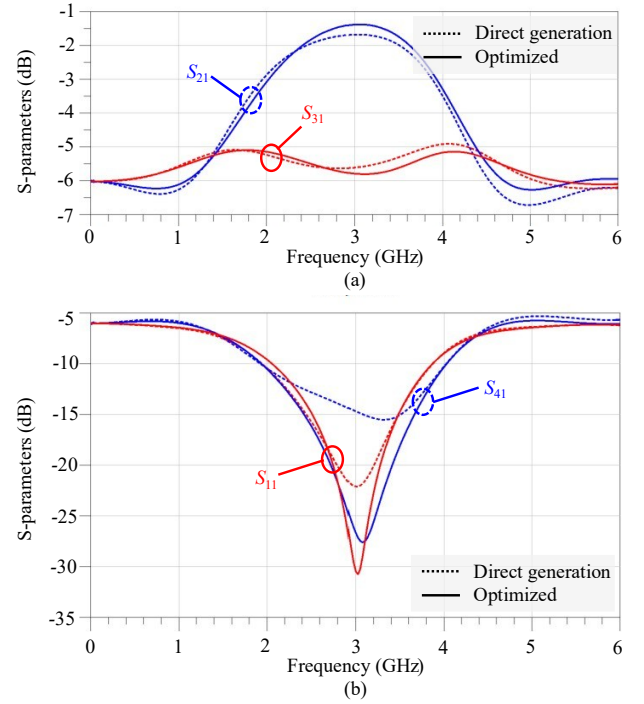 -1
-2
-3
-4
-5
-6
-7
S-parameters (dB)
Direct generation
Optimized
S21
S31
0 1 2 3 4 5 6
Frequency (GHz)
(a)
-5
-10
-15
-20
-25
-30
-35
S-parameters (dB)
S41
S11
Direct generation
Optimized
0 1 2 3 4 5 6
Frequency (GHz)
(b)